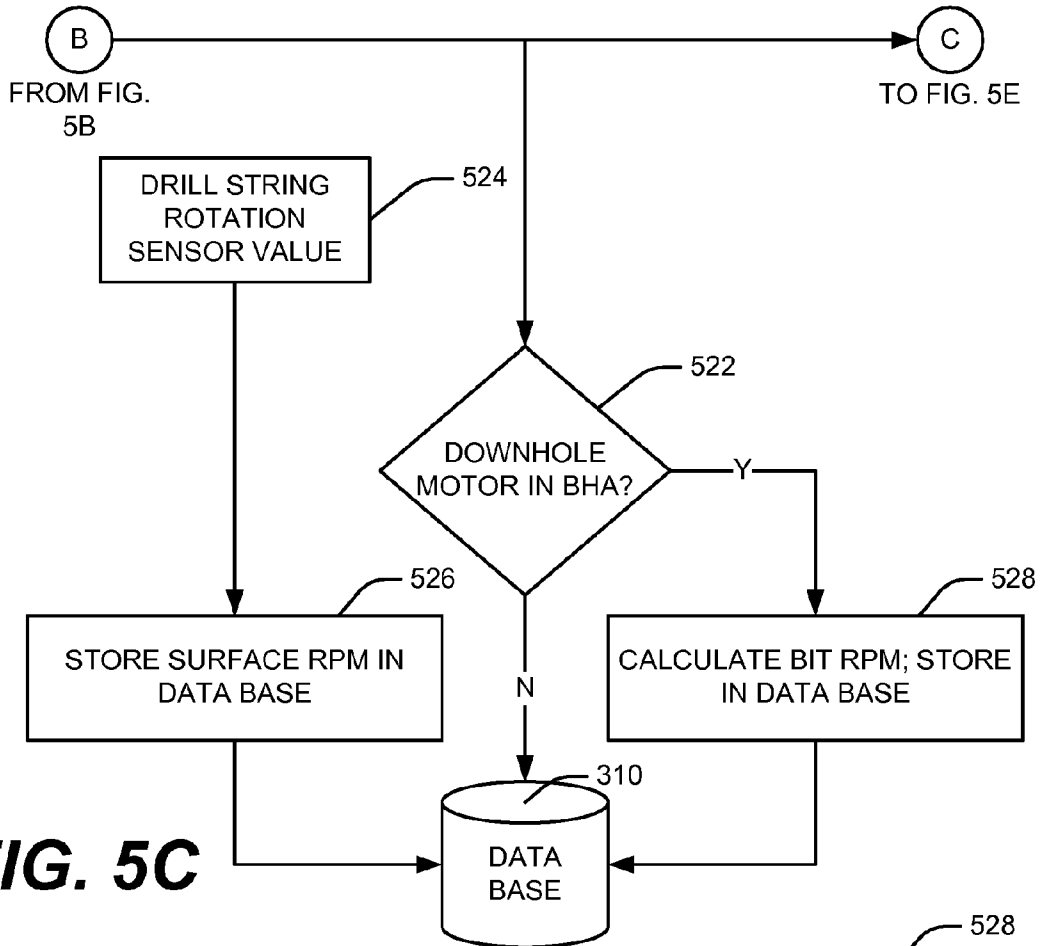 B
C
FROM FIG.
5B
TO FIG. 5E
DRILL STRING
ROTATION
SENSOR VALUE
524
522
DOWNHOLE
MOTOR IN BHA?
Y
526
528
STORE SURFACE RPM IN
DATA BASE
CALCULATE BIT RPM; STORE
IN DATA BASE
N
310
DATA
BASE
FIG. 5C
528